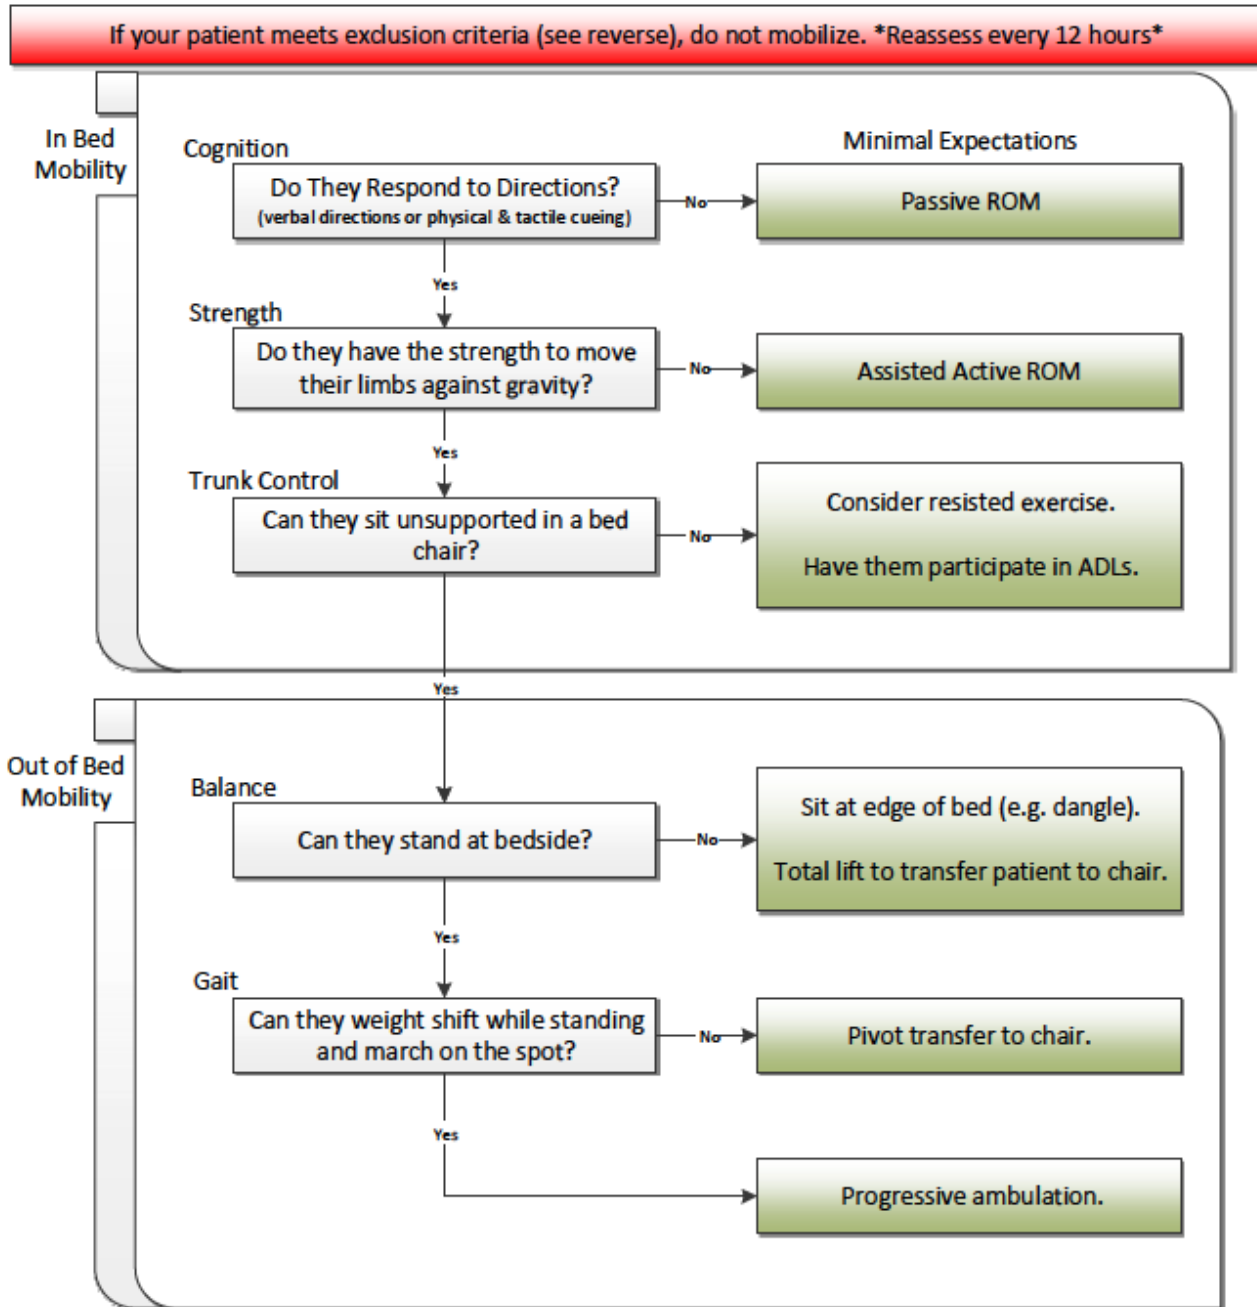 If your patient meets exclusion criteria (see reverse), do not mobilize. *Reassess every 12 hours*
In Bed
Mobility
Cognition
Minimal Expectations
Do They Respond to Directions?
(verbal directions or physical & tactile cueing)
No
Passive ROM
Yes
Strength
Do they have the strength to move
their limbs against gravity?
No
Assisted Active ROM
Yes
Trunk Control
Can they sit unsupported in a bed
chair?
No
Consider resisted exercise.
Have them participate in ADLs.
Yes
Out of Bed
Mobility
Balance
Can they stand at bedside?
No
Sit at edge of bed (e.g. dangle).
Total lift to transfer patient to chair.
Yes
Gait
Can they weight shift while standing
and march on the spot?
No
Pivot transfer to chair.
Yes
Progressive ambulation.